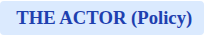 THE ACTOR (Policy)